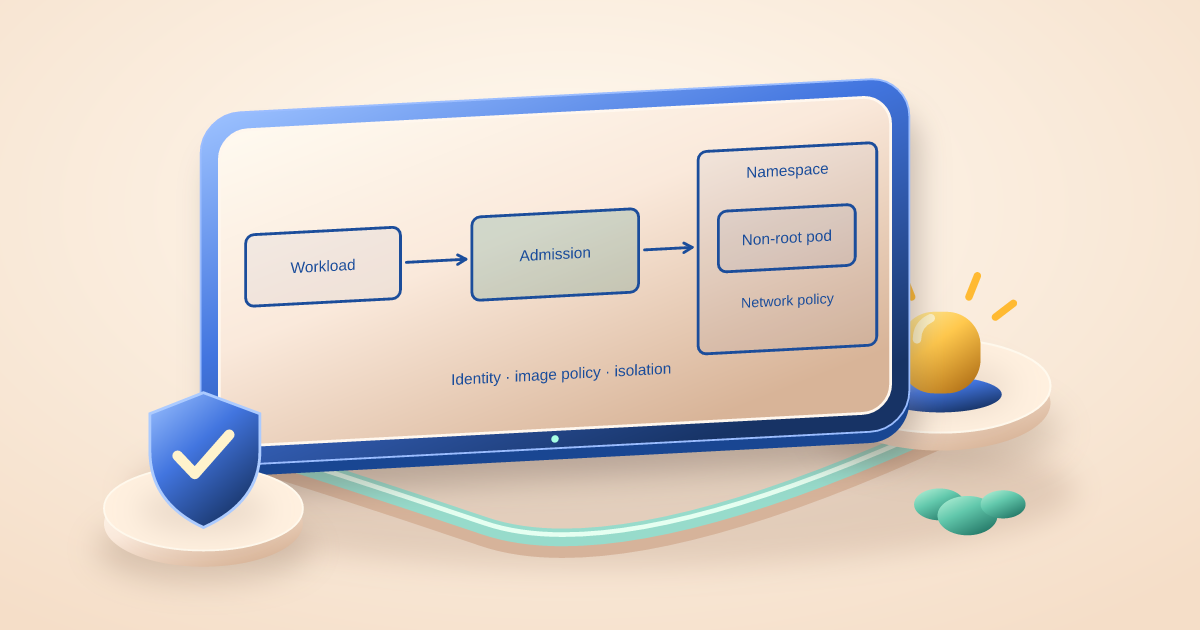 Workload
Admission
Namespace
Non-root pod
Network policy
Identity · image policy · isolation